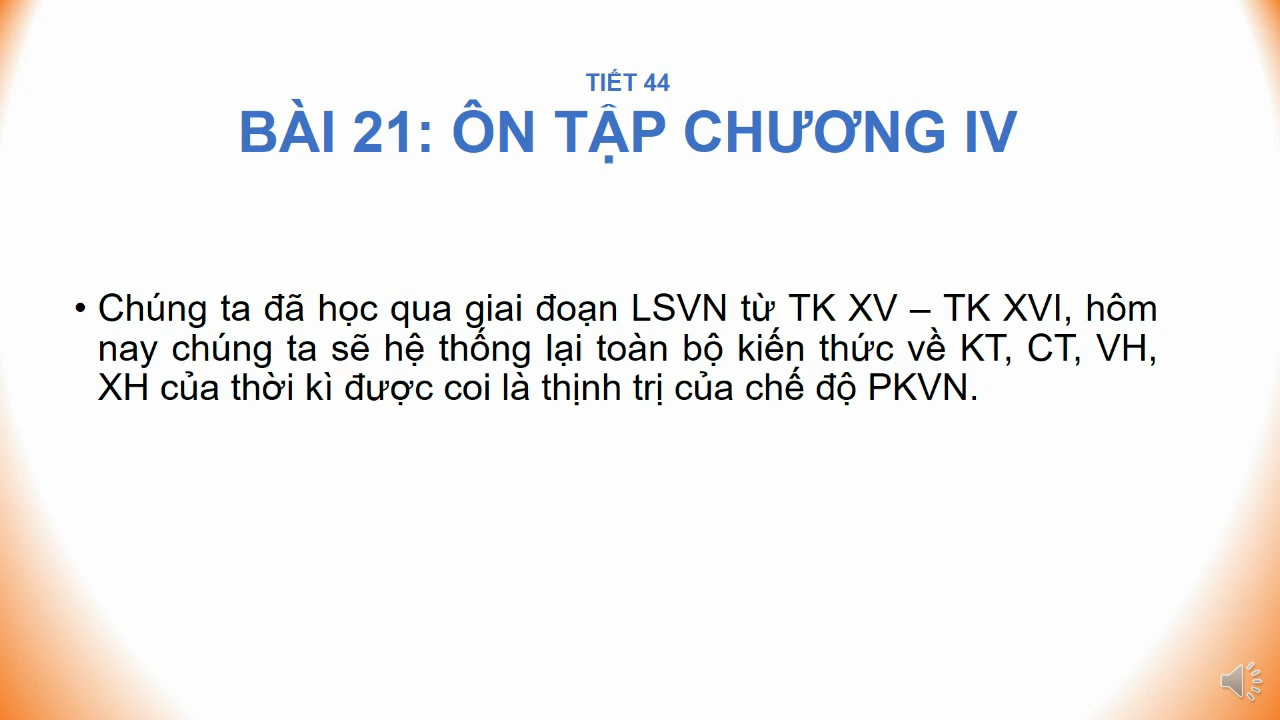 TIẾT 44
BÀI 21: ÔN TẬP CHƯƠNG IV
• Chúng ta đã học qua giai đoạn LSVN từ TK XV – TK XVI, hôm
nay chúng ta sẽ hệ thống lại toàn bộ kiến thức về KT, CT, VH,
XH của thời kì được coi là thịnh trị của chế độ PKVN.